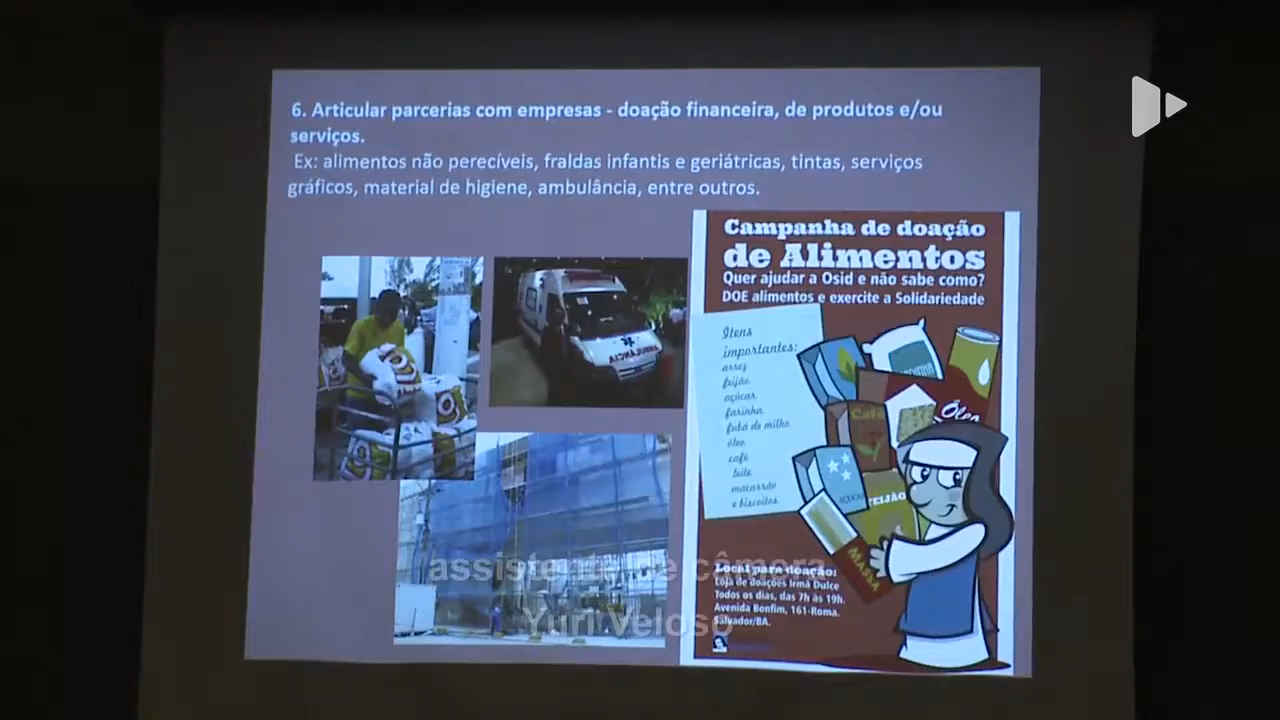 6. Articular parcerias com empresas - doação financeira, de produtos e/ou
serviços.
Ex: alimentos não perecíveis, fraldas infantis e geriátricas, tintas, serviços
gráficos, material de higiene, ambulância, entre outros.
Campanha de doação
de Alimentos
Quer ajudar a Osid e não sabe como?
DOE alimentos e exercite a Solidariedade
Itens
importantes:
arroz
feijão
açúcar
farinha
fubá de milho
óleo
café
leite
macarrão
e biscoitos.
AMBULÂNCIA
Óleo
Café
AÇÚCAR
FEIJÃO
MASSA
Local para doação:
Loja de doações Irmã Dulce
Todos os dias, das 7h às 19h.
Avenida Bonfim, 161-Roma.
Salvador/BA.
assistente de câmera
Yuri Veloso